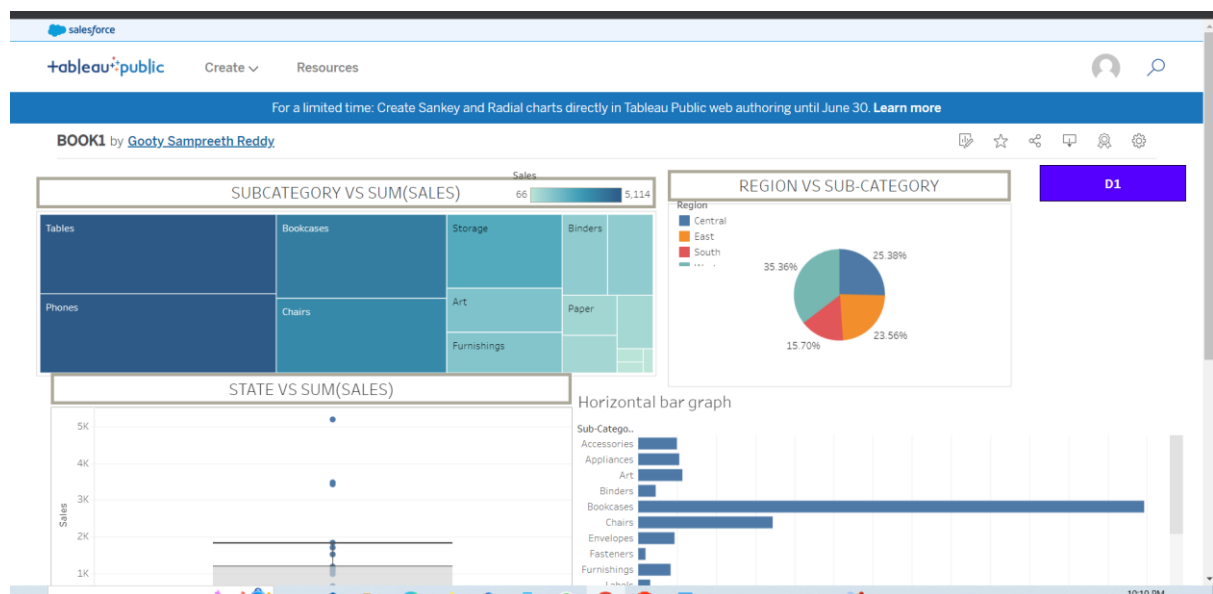 salesforce
+ableau public Create Resources
For a limited time: Create Sankey and Radial charts directly in Tableau Public web authoring until June 30. Learn more
BOOK1 by Gooty Sampreeth Reddy
SUBCATEGORY VS SUM(SALES)
Sales
66 5,114
Tables
Bookcases
Storage
Binders
Phones
Chairs
Art
Paper
Furnishings
REGION VS SUB-CATEGORY
D1
Region
Central
East
South
25.38%
35.36%
23.56%
15.70%
STATE VS SUM(SALES)
5K
4K
3K
2K
1K
Sales
Horizontal bar graph
Sub-Catego..
Accessories
Appliances
Art
Binders
Bookcases
Chairs
Envelopes
Fasteners
Furnishings
Labels
10:10 PM